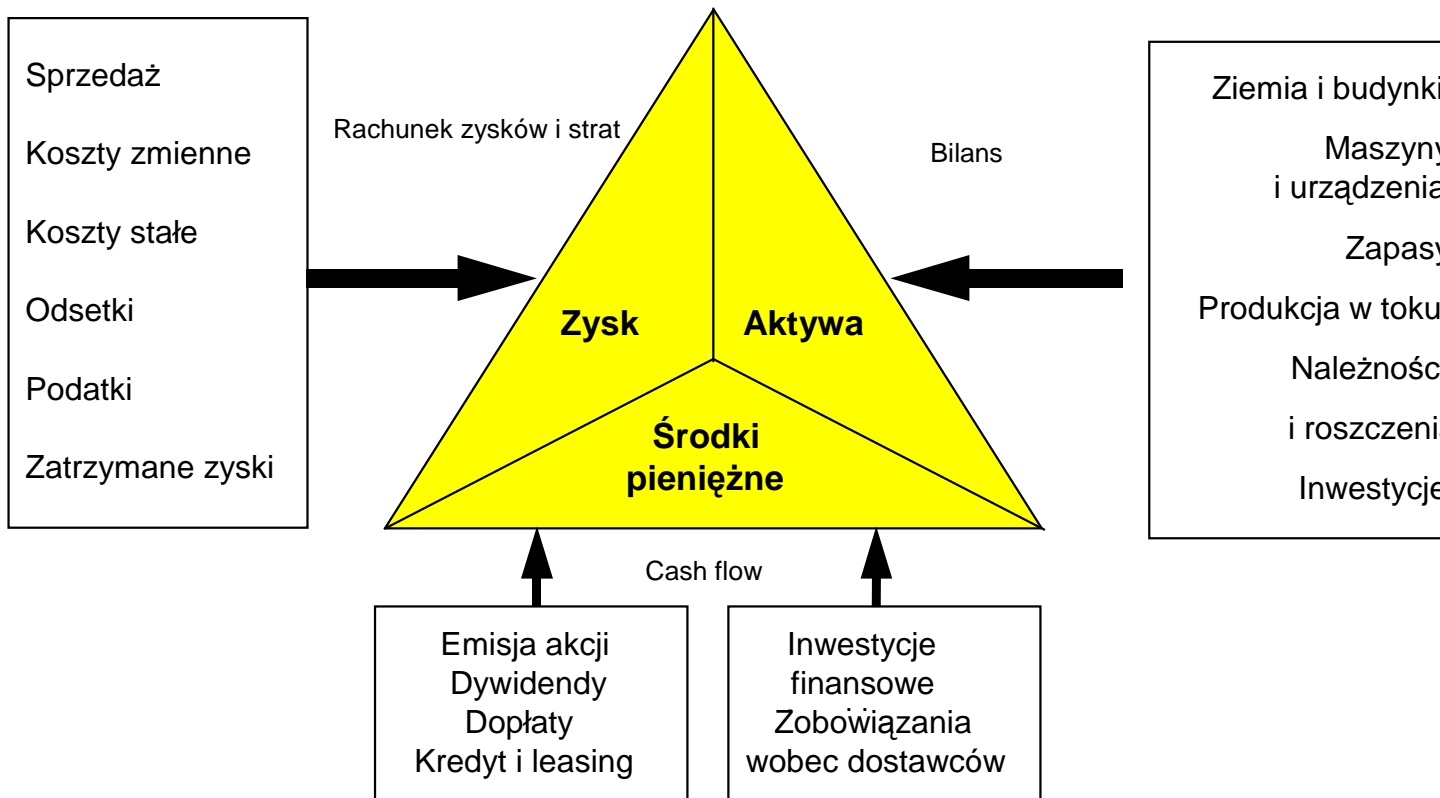 Sprzedaż
Koszty zmienne
Koszty stałe
Odsetki
Podatki
Zatrzymane zyski
Rachunek zysków i strat
Bilans
Zysk
Aktywa
Środki
pieniężne
Ziemia i budynki
Maszyny
i urządzenia
Zapasy
Produkcja w toku
Należnośc
i roszczenia
Inwestycje
Cash flow
Emisja akcji
Dywidendy
Dopłaty
Kredyt i leasing
Inwestycje
finansowe
Zobowiązania
wobec dostawców